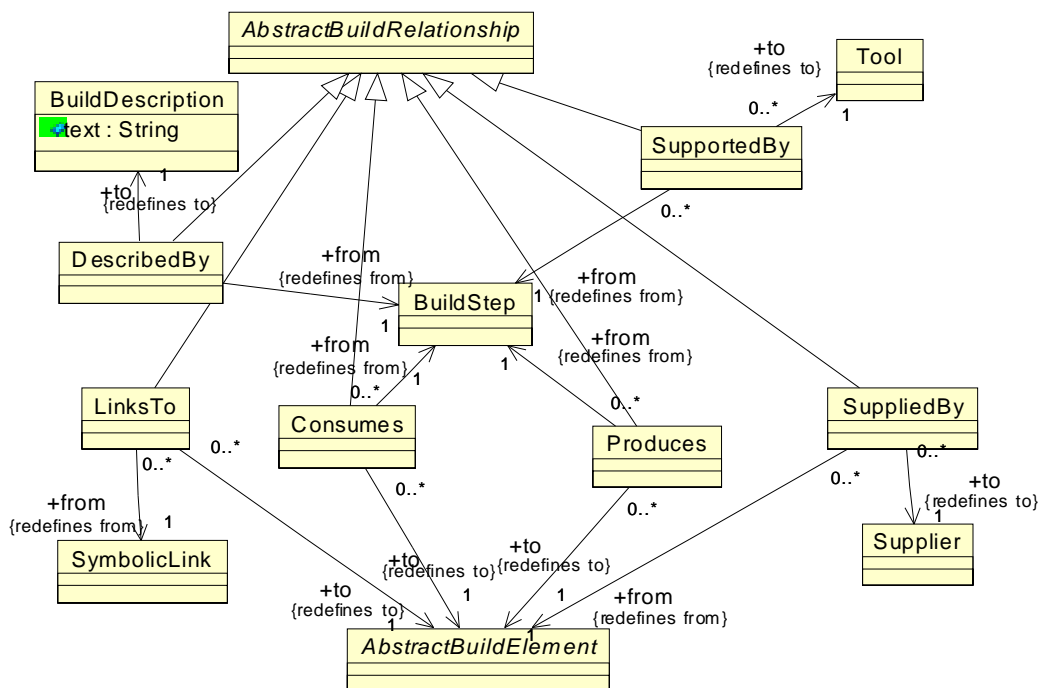 AbstractBuildRelationship
+to
{redefines to}
Tool
0..*
1
BuildDescription
text : String
SupportedBy
1
+to
{redefines to}
0..*
DescribedBy
+from
{redefines from}
+from
{redefines from}
BuildStep
1
1
+from
{redefines from}
+from
{redefines from}
1
1
0..*
0..*
LinksTo
SuppliedBy
Consumes
Produces
0..*
0..*
0..*
0..*
0..*
0..*
+from
{redefines from}
1
+to
{redefines to}
1
SymbolicLink
Supplier
+to
{redefines to}
+to
{redefines to}
+to
{redefines to}
1
1
+from
{redefines from}
1
1
AbstractBuildElement